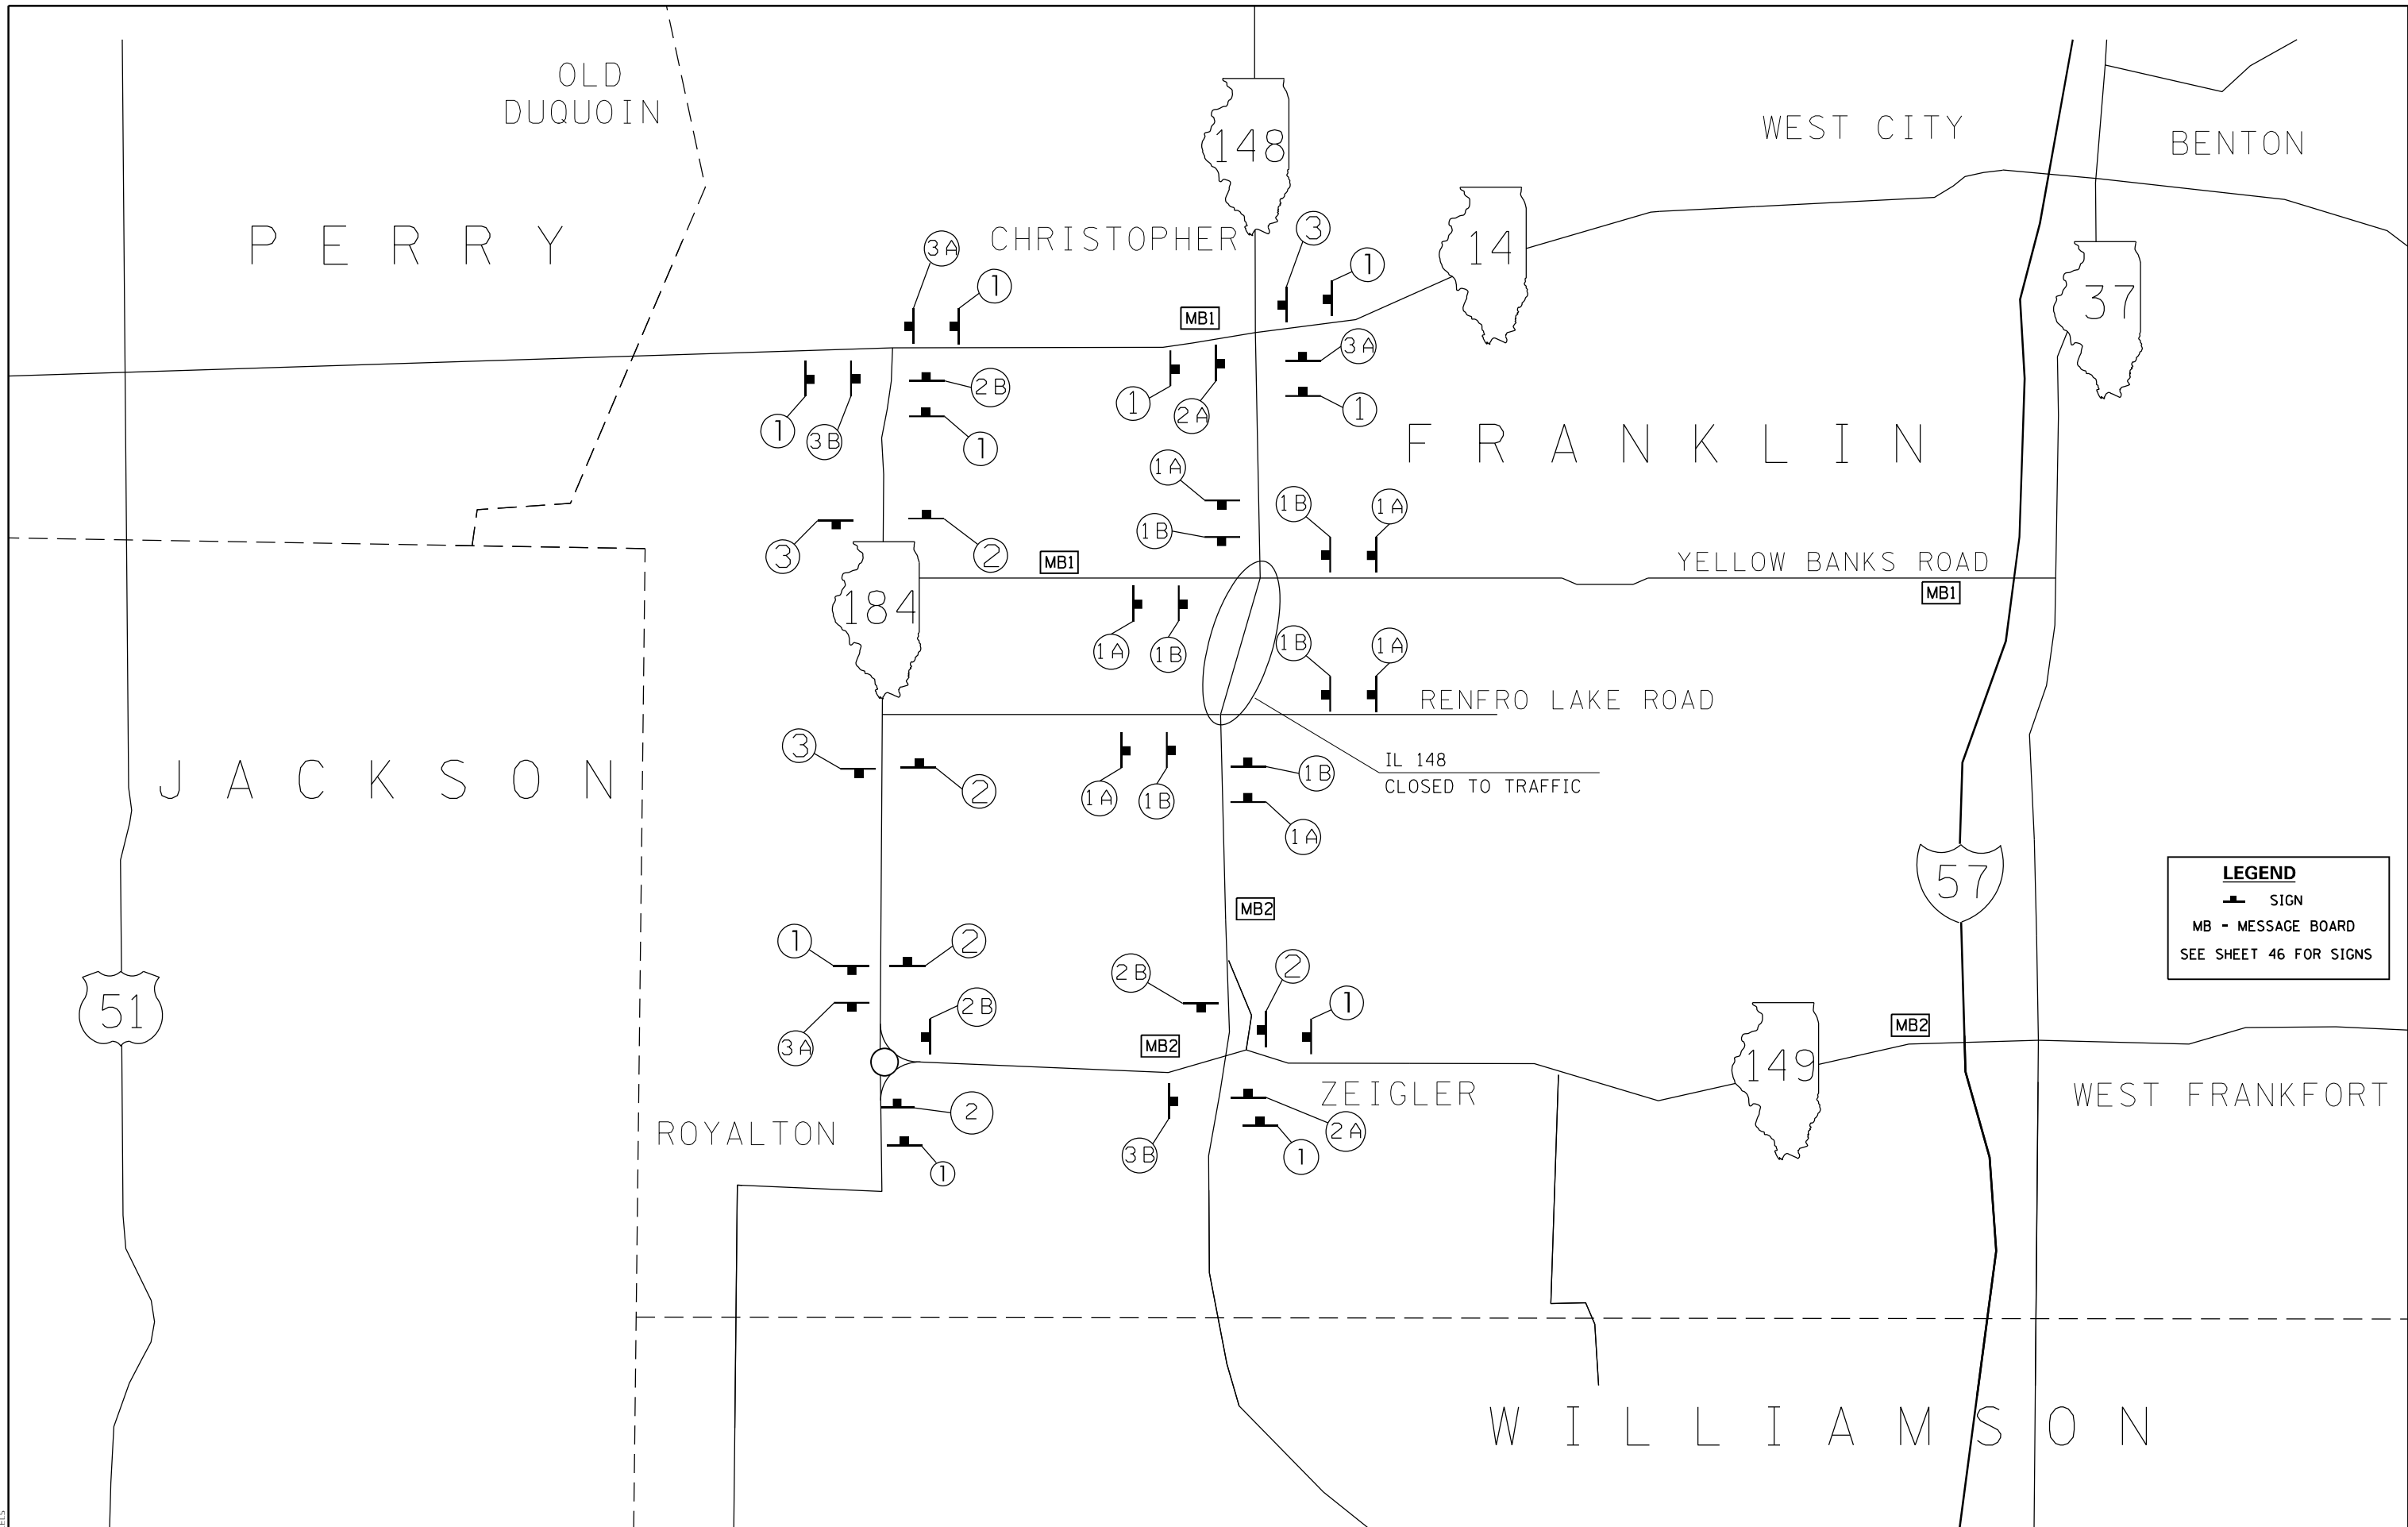 OLD
DUQUOIN
148
WEST CITY
BENTON
PERRY
CHRISTOPHER
3
14
3A
1
1
37
MB1
3A
2B
1
2A
1
1
3B
1
FRANKLIN
1A
1B
1A
1B
3
2
MB1
YELLOW BANKS ROAD
MB1
184
1A
1B
1B
1A
RENFRO LAKE ROAD
3
2
IL 148
CLOSED TO TRAFFIC
JACKSON
1A
1B
1B
1A
57
LEGEND
SIGN
MB - MESSAGE BOARD
SEE SHEET 46 FOR SIGNS
MB2
1
2
2B
2
1
51
2B
3A
MB2
MB2
149
ZEIGLER
WEST FRANKFORT
2
ROYALTON
3B
2A
1
1
WILLIAMSON